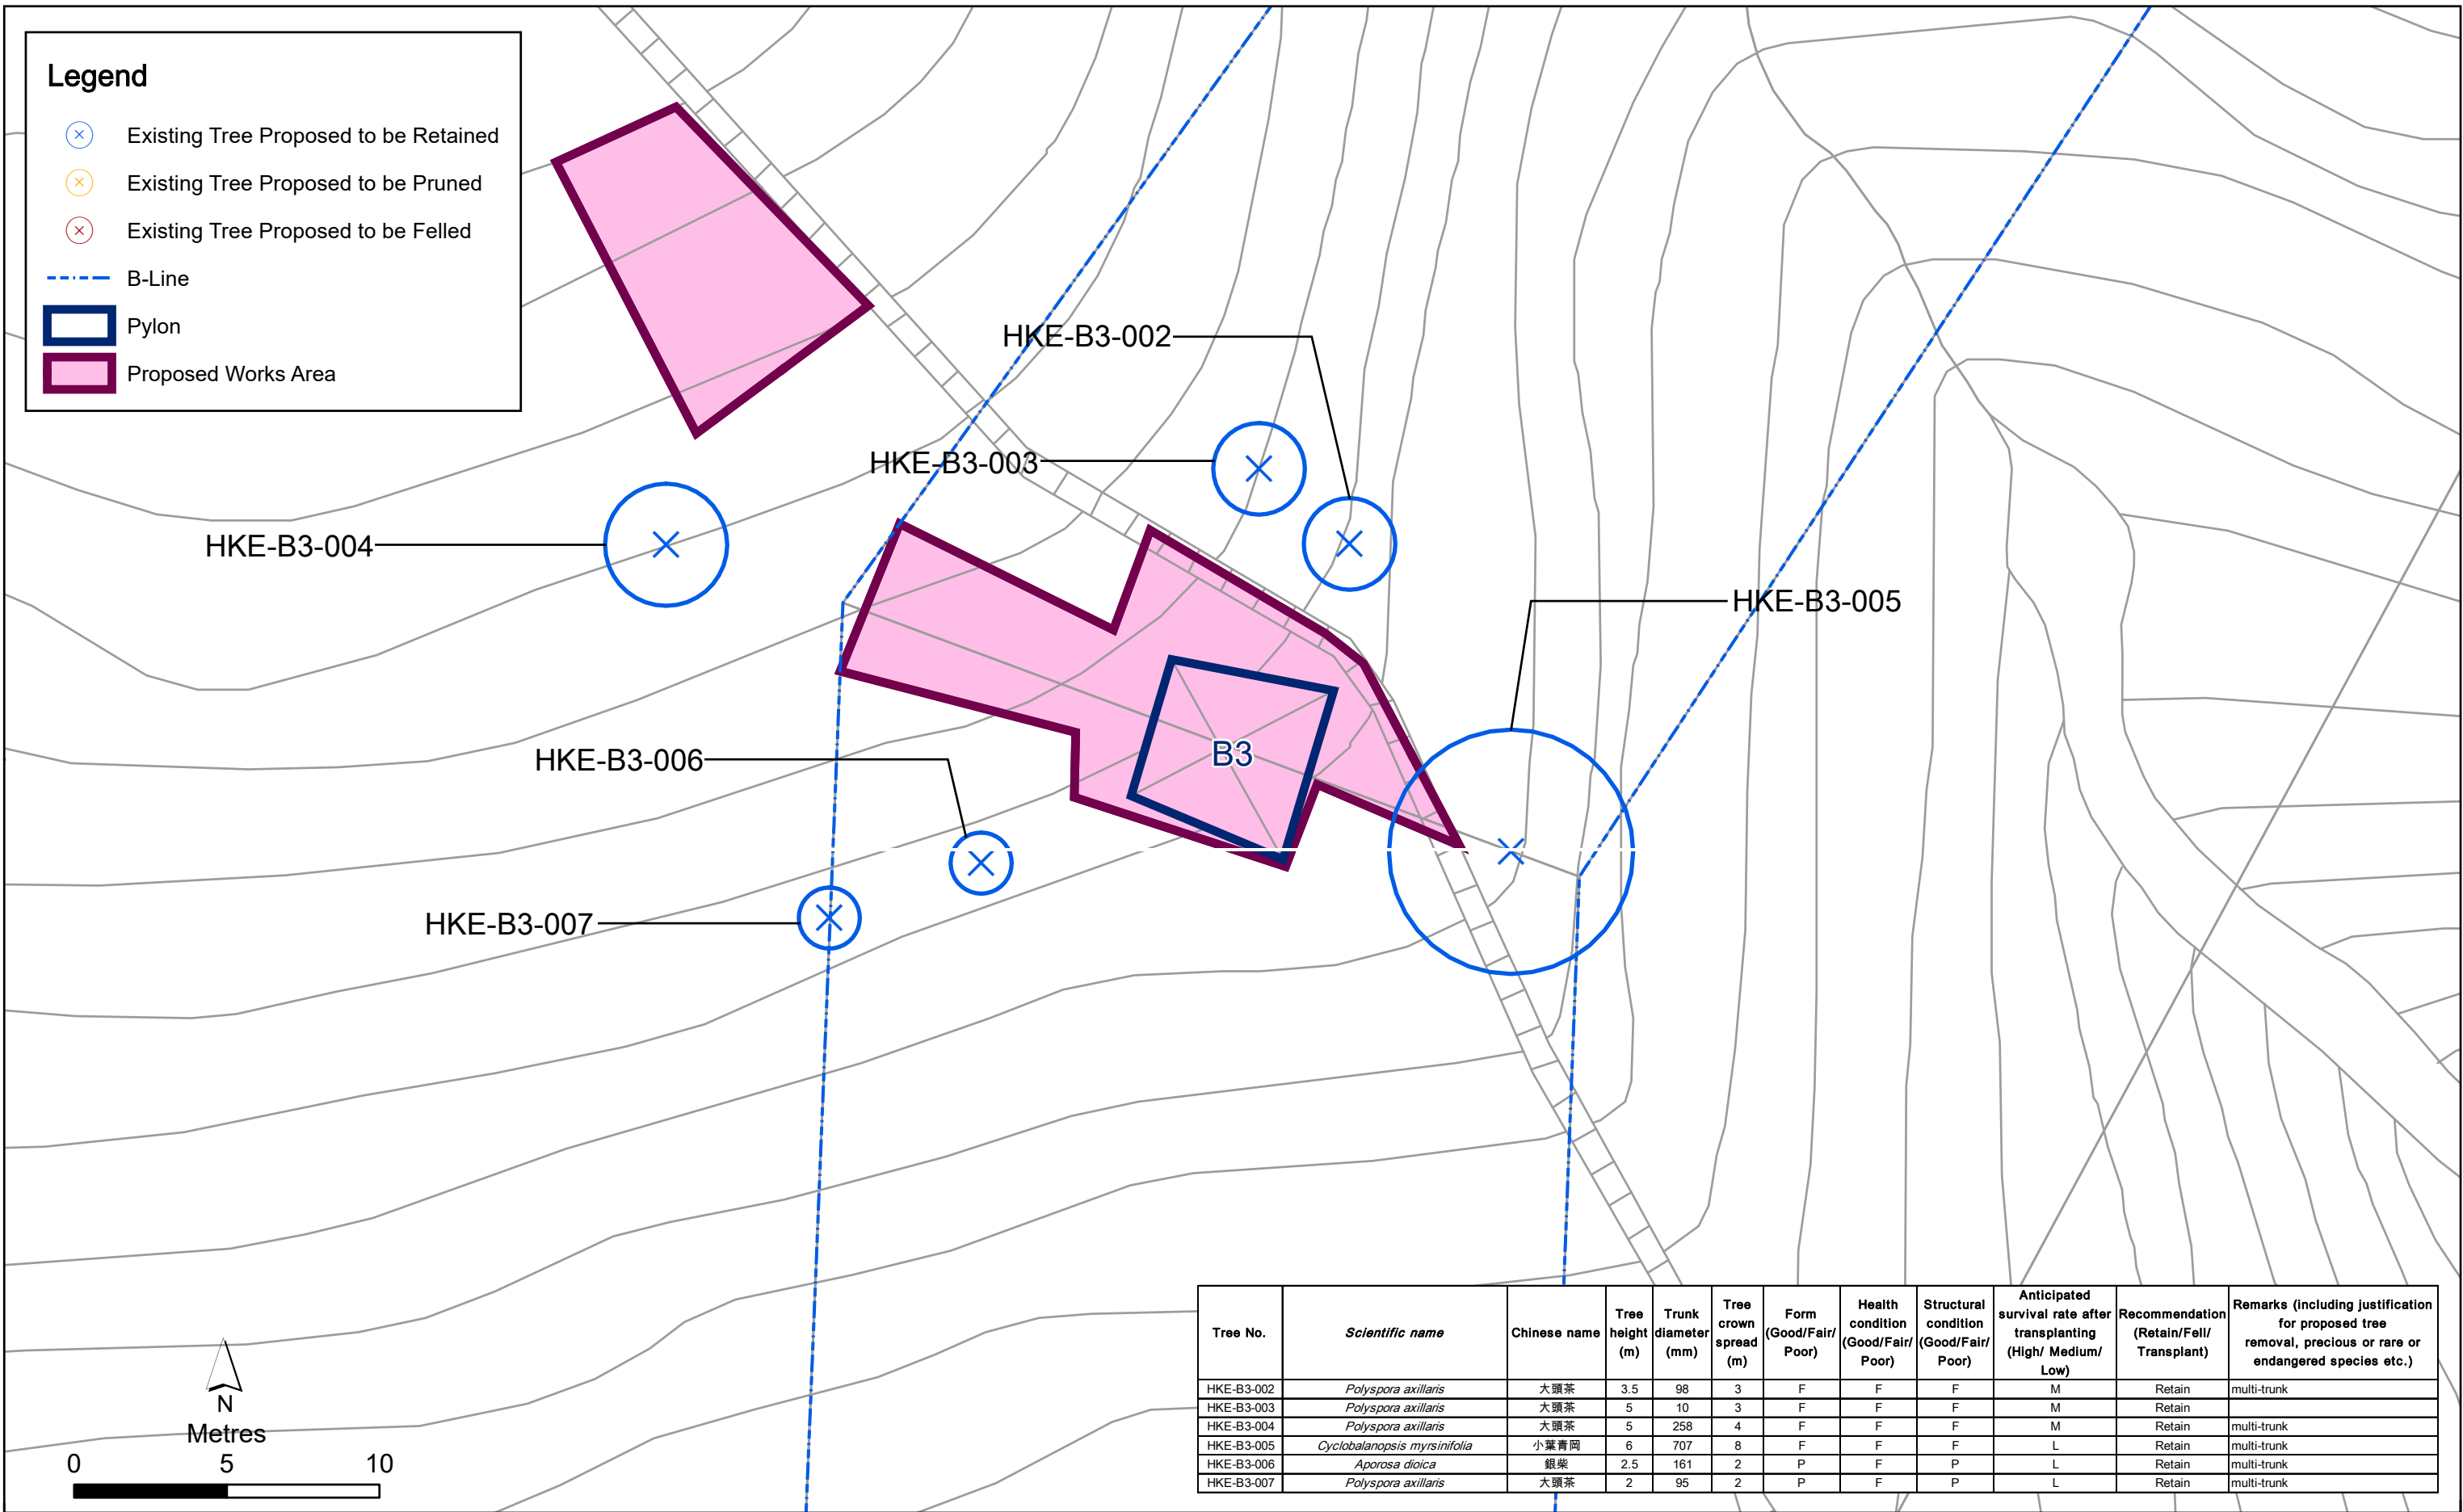 Legend
Existing Tree Proposed to be Retained
Existing Tree Proposed to be Pruned
Existing Tree Proposed to be Felled
B-Line
Pylon
Proposed Works Area
HKE-B3-002
HKE-B3-003
HKE-B3-004
HKE-B3-005
B3
HKE-B3-006
HKE-B3-007
N
Metres
0 5 10
Tree No. Scientific name Chinese name Tree height (m) Trunk diameter (mm) Tree crown spread (m) Form (Good/Fair/ Poor) Health condition (Good/Fair/ Poor) Structural condition (Good/Fair/ Poor) Anticipated survival rate after transplanting (High/ Medium/ Low) Recommendation (Retain/Fell/ Transplant) Remarks (including justification for proposed tree removal, precious or rare or endangered species etc.)
HKE-B3-002 Polyspora axillaris 大頭茶 3.5 98 3 F F F M Retain multi-trunk
HKE-B3-003 Polyspora axillaris 大頭茶 5 10 3 F F F M Retain
HKE-B3-004 Polyspora axillaris 大頭茶 5 258 4 F F F M Retain multi-trunk
HKE-B3-005 Cyclobalanopsis myrsinifolia 小葉青岡 6 707 8 F F F L Retain multi-trunk
HKE-B3-006 Aporosa dioica 銀柴 2.5 161 2 P F P L Retain multi-trunk
HKE-B3-007 Polyspora axillaris 大頭茶 2 95 2 P F P L Retain multi-trunk